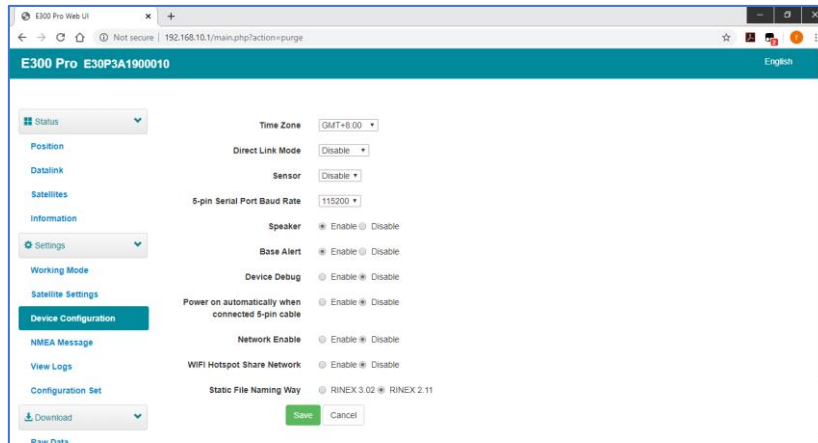 E300 Pro Web UI
Not secure | 192.168.10.1/main.php?action=purge
2
E300 Pro E30P3A1900010
English
Status
Position
Datalink
Satellites
Information
Settings
Working Mode
Satellite Settings
Device Configuration
NMEA Message
View Logs
Configuration Set
Download
Raw Data
Time Zone GMT+8:00
Direct Link Mode Disable
Sensor Disable
5-pin Serial Port Baud Rate 115200
Speaker Enable Disable
Base Alert Enable Disable
Device Debug Enable Disable
Power on automatically when
connected 5-pin cable Enable Disable
Network Enable Enable Disable
WIFI Hotspot Share Network Enable Disable
Static File Naming Way RINEX 3.02 RINEX 2.11
Save Cancel